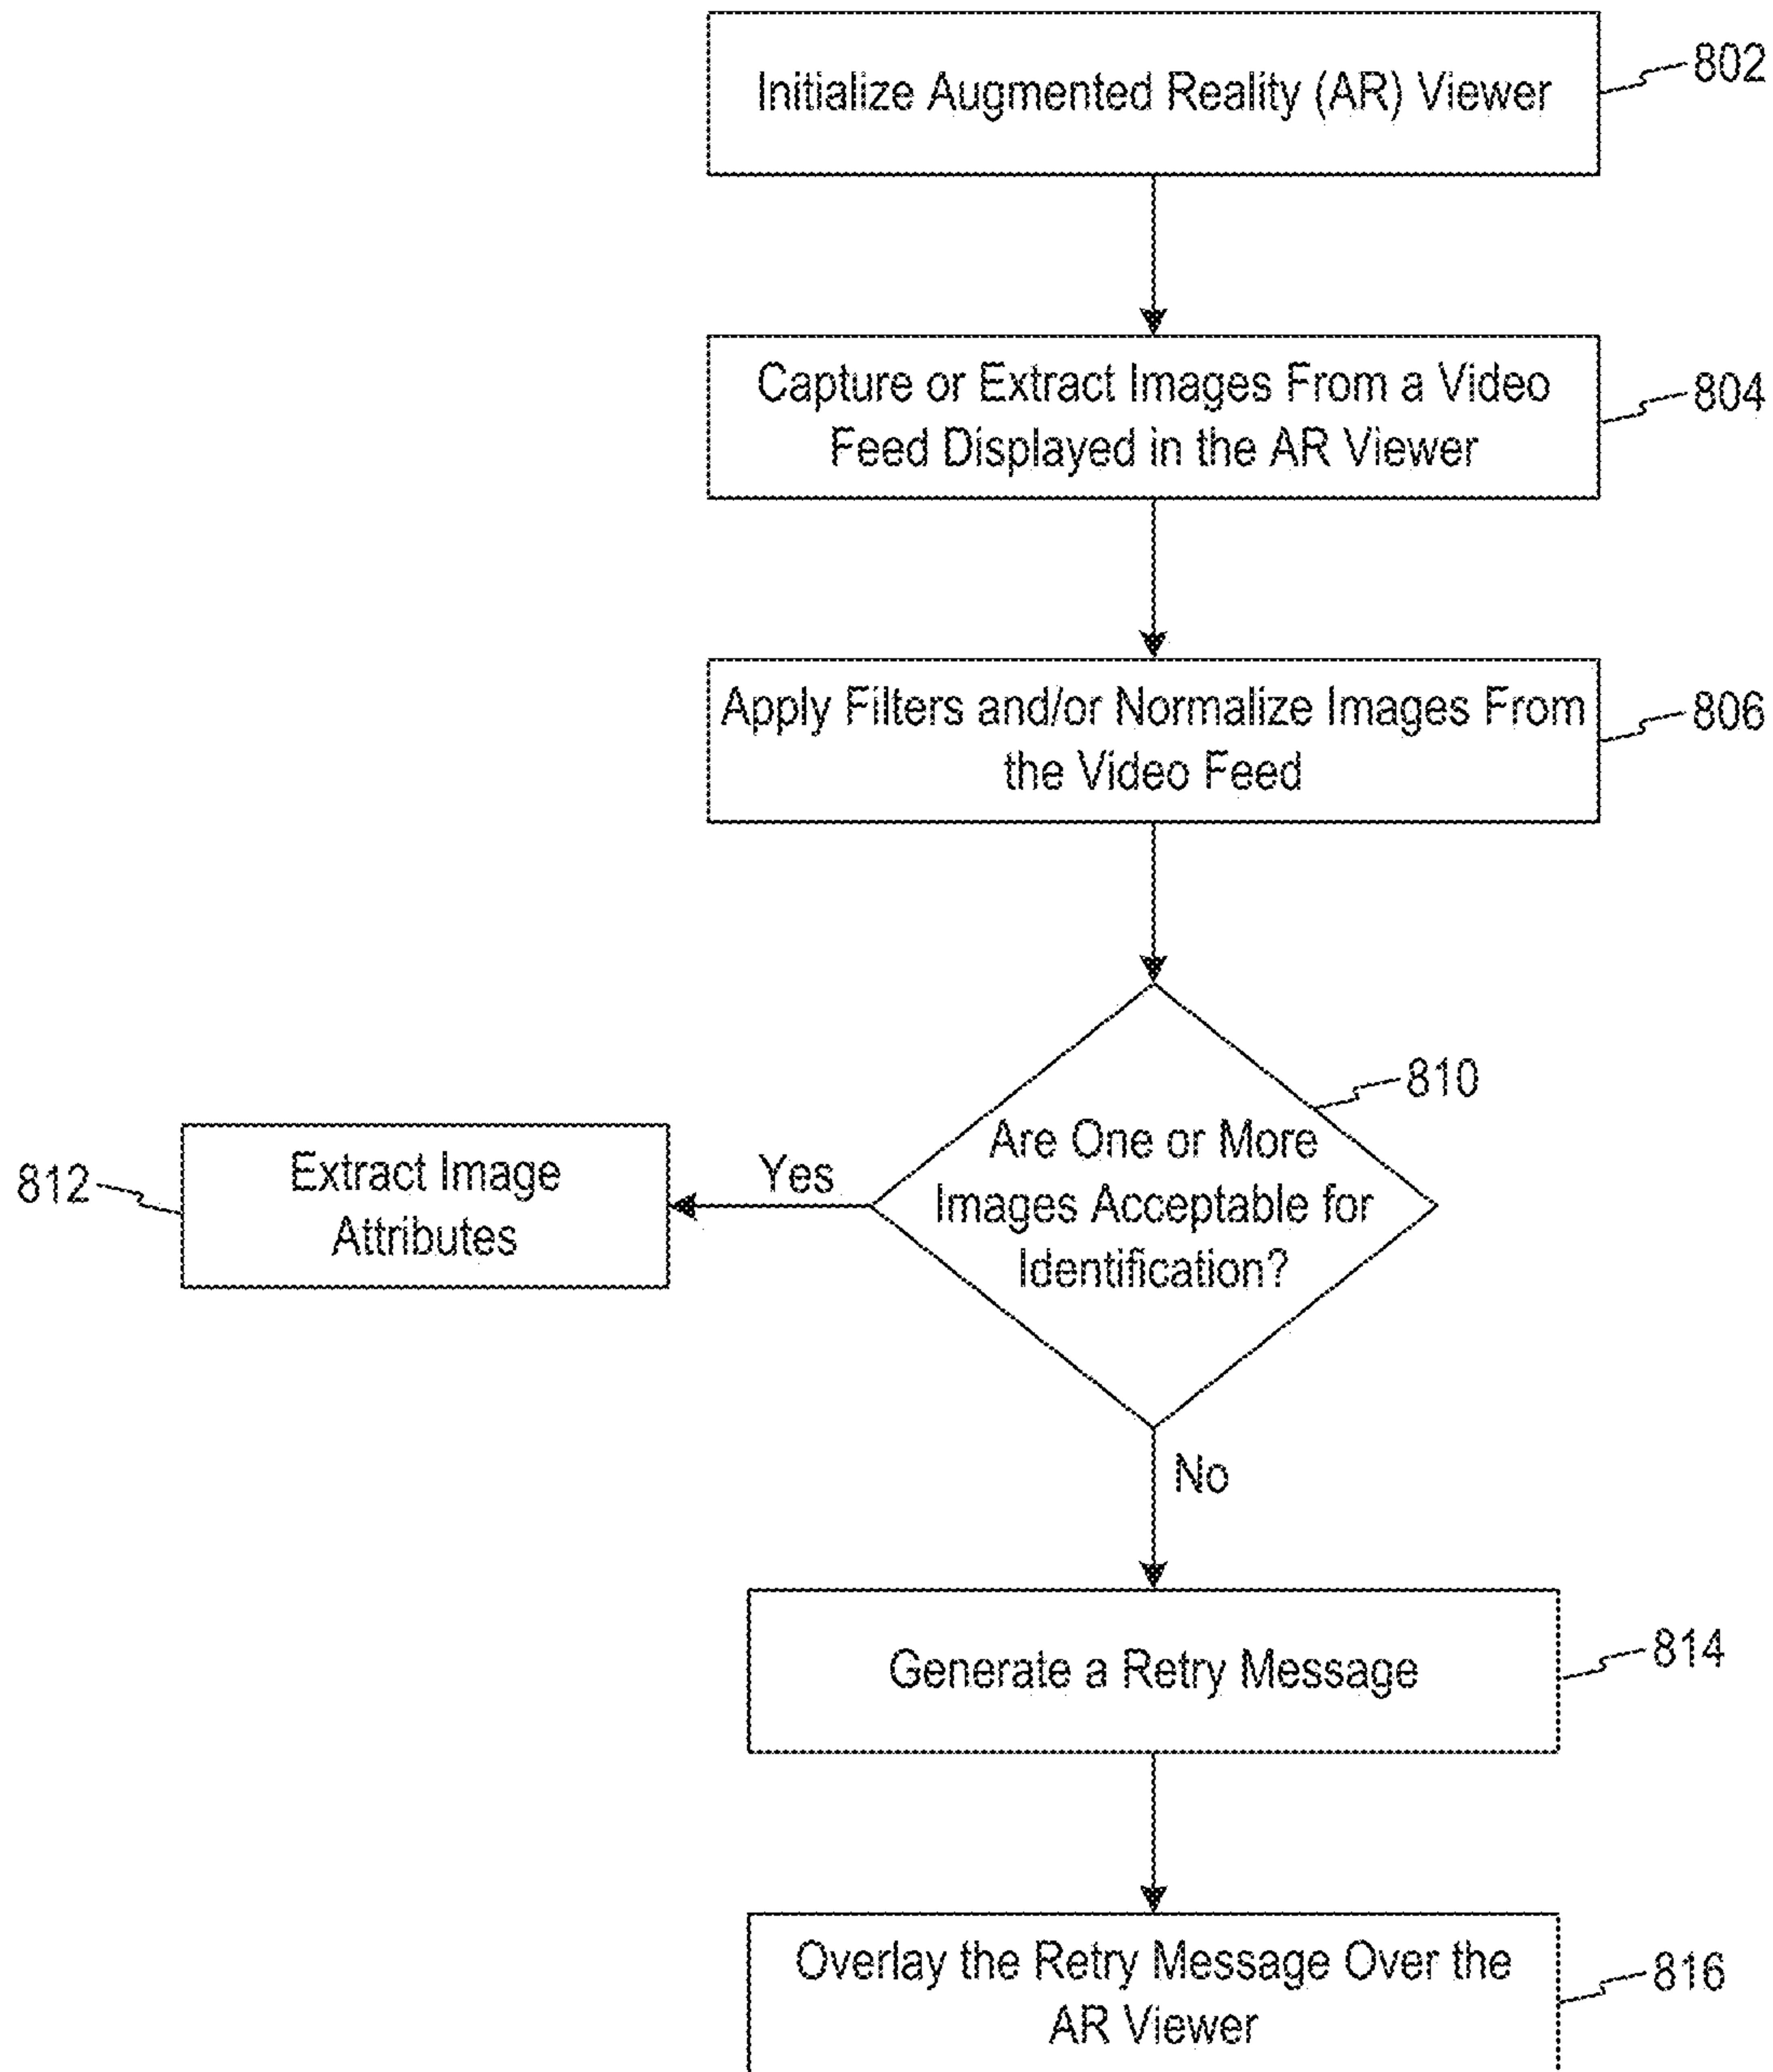 Initialize Augmented Reality (AR) Viewer
802
Capture or Extract Images From a Video
Feed Displayed in the AR Viewer
804
Apply Filters and/or Normalize Images From
the Video Feed
806
810
Are One or More
Images Acceptable for
Identification?
Yes
812
Extract Image
Attributes
No
Generate a Retry Message
814
Overlay the Retry Message Over the
AR Viewer
816